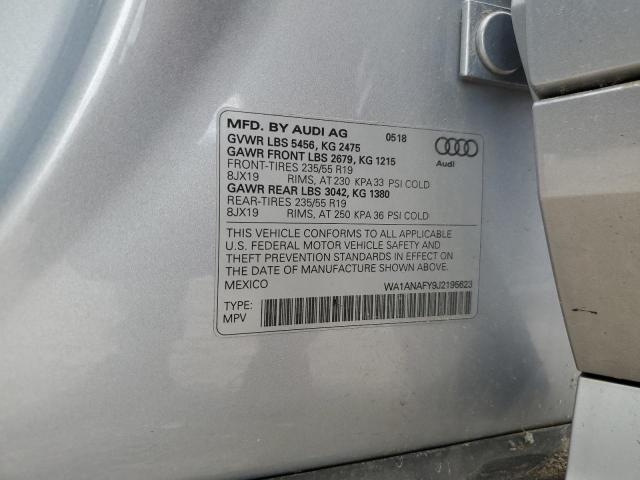 MFD. BY AUDI AG 0518
GVWR LBS 5456, KG 2475
GAWR FRONT LBS 2679, KG 1215
FRONT-TIRES 235/55 R19
8JX19 RIMS, AT 230 KPA 33 PSI COLD
GAWR REAR LBS 3042, KG 1380
REAR-TIRES 235/55 R19
8JX19 RIMS, AT 250 KPA 36 PSI COLD
Audi
THIS VEHICLE CONFORMS TO ALL APPLICABLE
U.S. FEDERAL MOTOR VEHICLE SAFETY AND
THEFT PREVENTION STANDARDS IN EFFECT ON
THE DATE OF MANUFACTURE SHOWN ABOVE.
MEXICO WA1ANAFY9J2195623
TYPE:
MPV